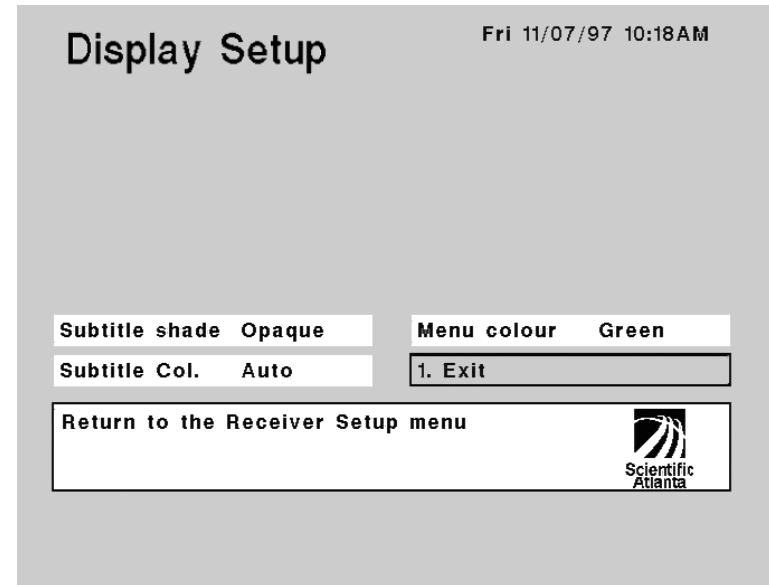 Display Setup
Fri 11/07/97 10:18AM
Subtitle shade Opaque
Menu colour Green
Subtitle Col. Auto
1. Exit
Return to the Receiver Setup menu
Scientific
Atlanta